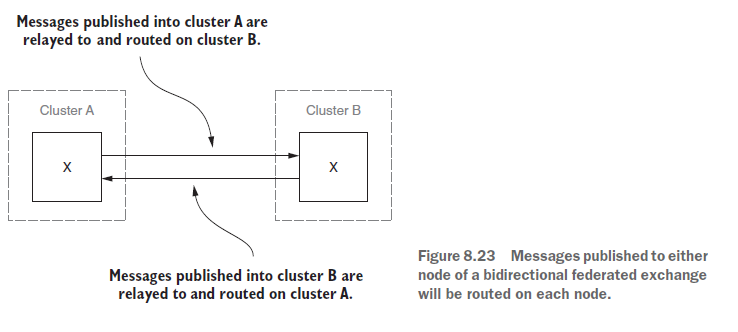 Messages published into cluster A are
relayed to and routed on cluster B.
Cluster A
Cluster B
X
X
Messages published into cluster B are
relayed to and routed on cluster A.
Figure 8.23 Messages published to either
node of a bidirectional federated exchange
will be routed on each node.